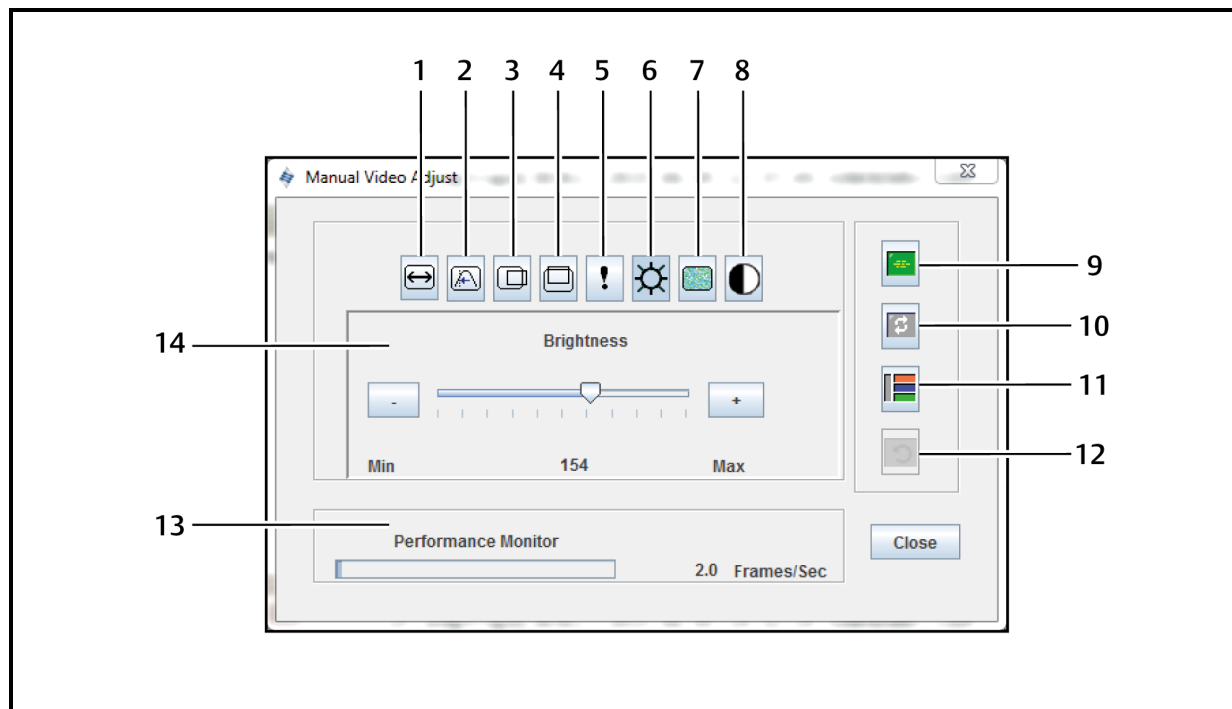 1 2 3 4 5 6 7 8
Manual Video Adjust
9
10
14
Brightness
11
- +
Min 154 Max
12
13
Performance Monitor
Close
2.0 Frames/Sec